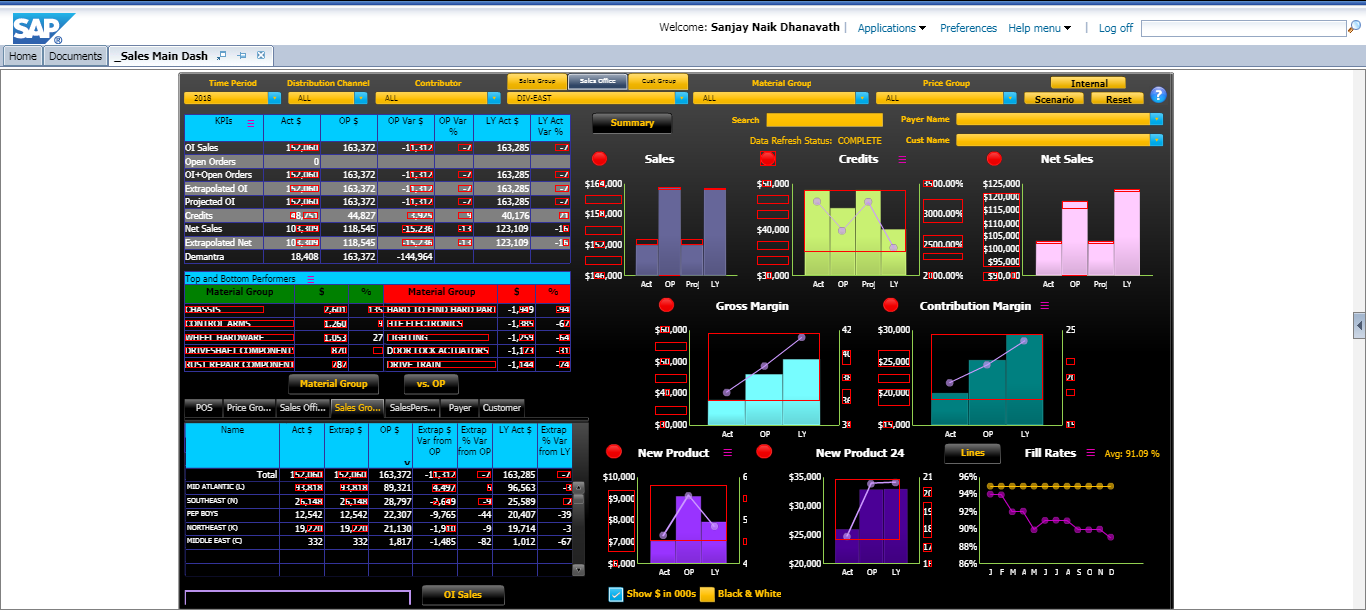 SAP
Welcome: Sanjay Naik Dhanavath | Applications Preferences Help menu | Log off
Home Documents _Sales Main Dash
Time Period Distribution Channel Contributor Sales Group Sales Office Cust Group Material Group Price Group Internal
2018 ALL ALL DIV-EAST ALL ALL Scenario Reset ?
KPIs Act $ OP $ OP Var $ OP Var % LY Act $ LY Act Var %
OI Sales 152,060 163,372 -11,312 -7 163,285 -7
Open Orders 0
OI+Open Orders 152,060 163,372 -11,312 -7 163,285 -7
Extrapolated OI 152,060 163,372 -11,312 -7 163,285 -7
Projected OI 152,060 163,372 -11,312 -7 163,285 -7
Credits 48,751 44,827 3,925 9 40,176 21
Net Sales 103,309 118,545 -15,236 -13 123,109 -16
Extrapolated Net 103,309 118,545 -15,236 -13 123,109 -16
Demantra 18,408 163,372 -144,964
Summary Search Payer Name
Data Refresh Status: COMPLETE Cust Name
Top and Bottom Performers
Material Group $ % Material Group $ %
CHASSIS 2,601 135 HARD TO FIND HARD PART -1,949 -94
CONTROL ARMS 1,260 9 HTE ELECTRONICS -1,385 -67
WHEEL HARDWARE 1,053 27 LIGHTING -1,259 -64
DRIVESHAFT COMPONENT 870 DOOR LOCK ACTUATORS -1,173 -31
RUST REPAIR COMPONENT 787 DRIVE TRAIN -1,144 -74
Material Group vs. OP
POS Price Gro... Sales Offi... Sales Gro... SalesPers... Payer Customer
Name Act $ Extrap $ OP $ Extrap $ Var from OP Extrap % Var from OP LY Act $ Extrap % Var from LY
Total 152,060 152,060 163,372 -11,312 -7 163,285 -7
MID ATLANTIC (L) 93,818 93,818 89,321 4,497 5 96,563 -3
SOUTHEAST (N) 26,148 26,148 28,797 -2,649 -9 25,589 2
PEP BOYS 12,542 12,542 22,307 -9,765 -44 20,407 -39
NORTHEAST (K) 19,220 19,220 21,130 -1,910 -9 19,714 -3
MIDDLE EAST (C) 332 332 1,817 -1,485 -82 1,012 -67
OI Sales
Sales
$164,000
$158,000
$152,000
$146,000
Act OP Proj LY
Credits
$50,000 3500.00%
3000.00%
$40,000
2500.00%
$30,000 2000.00%
Act OP Proj LY
Net Sales
$125,000
$120,000
$115,000
$110,000
$105,000
$100,000
$95,000
$90,000
Act OP Proj LY
Gross Margin
$60,000 42
40
$50,000
38
$40,000
36
$30,000 34
Act OP LY
Contribution Margin
$30,000 25
$25,000
20
$20,000
$15,000 15
Act OP LY
New Product
$10,000 6
$9,000
$8,000 5
$7,000
$6,000 4
Act OP LY
New Product 24
$35,000 21
20
$30,000 19
18
$25,000
17
$20,000
Act OP LY
Lines Fill Rates Avg: 91.09 %
96%
94%
92%
90%
88%
86%
J F M A M J J A S O N D
Show $ in 000s Black & White